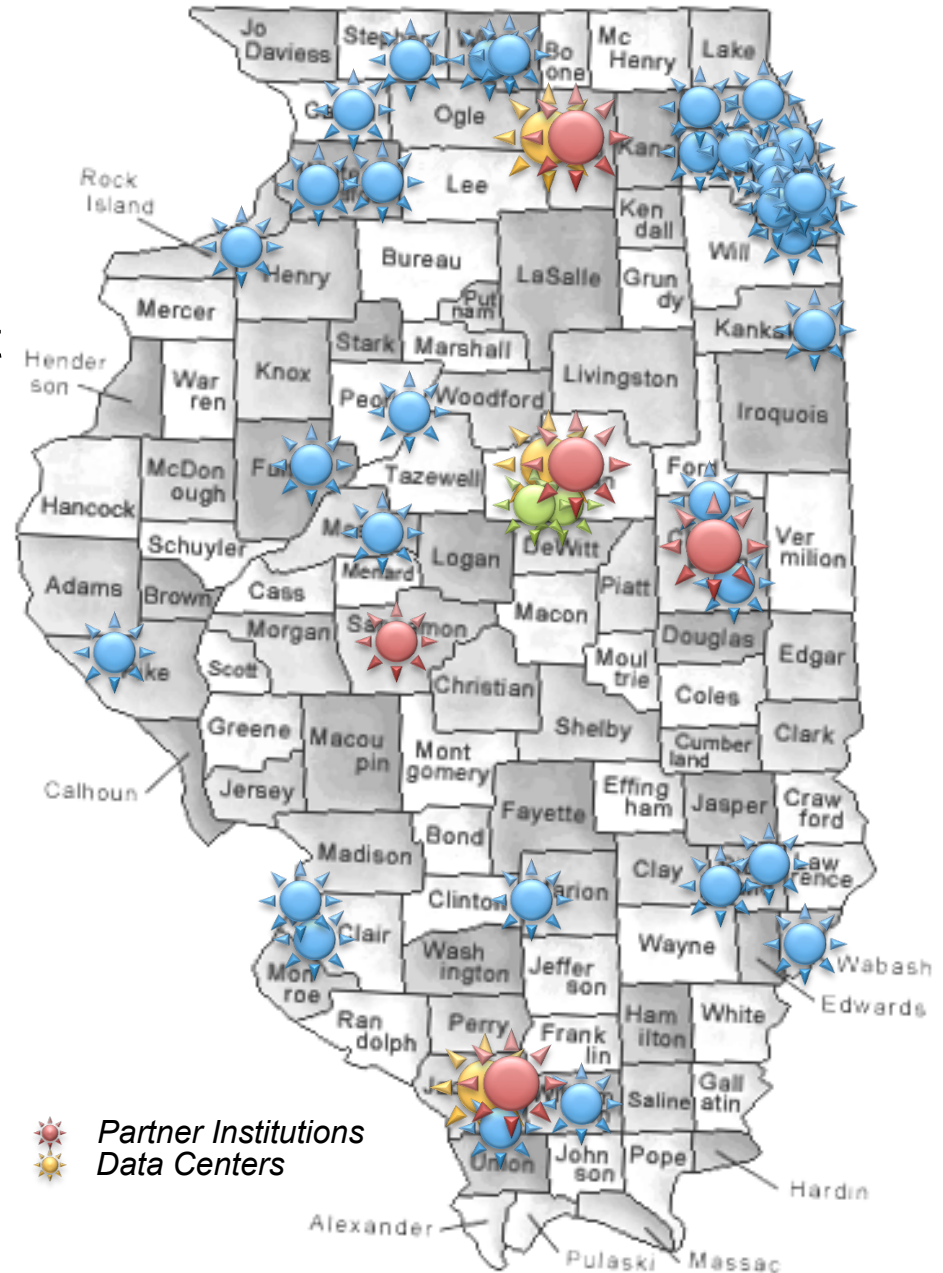 Jo
Daviess
Mc
Henry
Lake
Bo
one
Ogle
Lee
Rock
Island
Ken
dall
Will
Bureau
LaSalle
Grun
dy
Henry
Mercer
Put
nam
Stark
Marshall
Hender
son
War
ren
Knox
Woodford
Livingston
Iroquois
Hancock
McDon
ough
Tazewell
Ford
Schuyler
Logan
DeWitt
Ver
milion
Menard
Adams
Brown
Cass
Piatt
Macon
Morgan
Douglas
Scott
Christian
Moul
trie
Edgar
Coles
Greene
Macou
pin
Mont
gomery
Shelby
Cumber
land
Clark
Calhoun
Jersey
Effing
ham
Jasper
Craw
ford
Fayette
Bond
Madison
Clay
Law
rence
Clinton
Clair
Wash
ington
Jeffer
son
Wayne
Wabash
Edwards
Mon
roe
Ran
dolph
Perry
Frank
lin
Ham
ilton
White
Saline
Gall
atin
Partner Institutions
Data Centers
Union
John
son
Pope
Hardin
Alexander
Pulaski
Massac